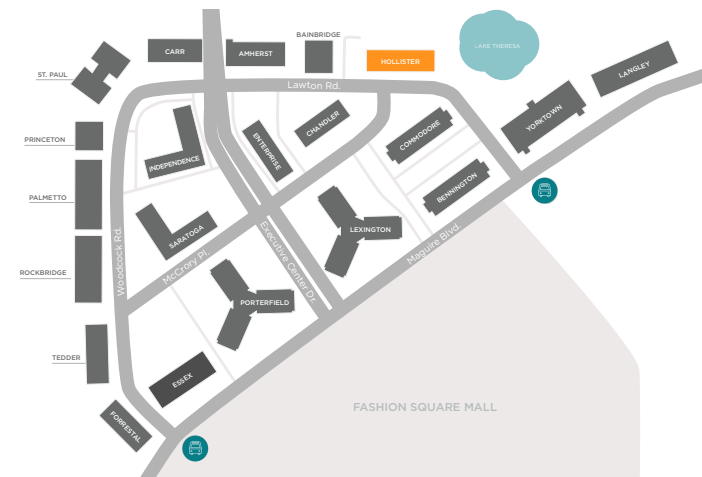 BAINBRIDGE
CARR
AMHERST
HOLLISTER
LAKE THERESA
ST. PAUL
LANGLEY
Lawton Rd.
YORKTOWN
CHANDLER
COMMODORE
PRINCETON
ENTERPRISE
INDEPENDENCE
BENNINGTON
PALMETTO
SARATOGA
LEXINGTON
Maguire Blvd.
Woodcock Rd.
McCrory Pl.
Executive Center Dr.
ROCKBRIDGE
PORTERFIELD
TEDDER
ESSEX
FASHION SQUARE MALL
FORRESTAL